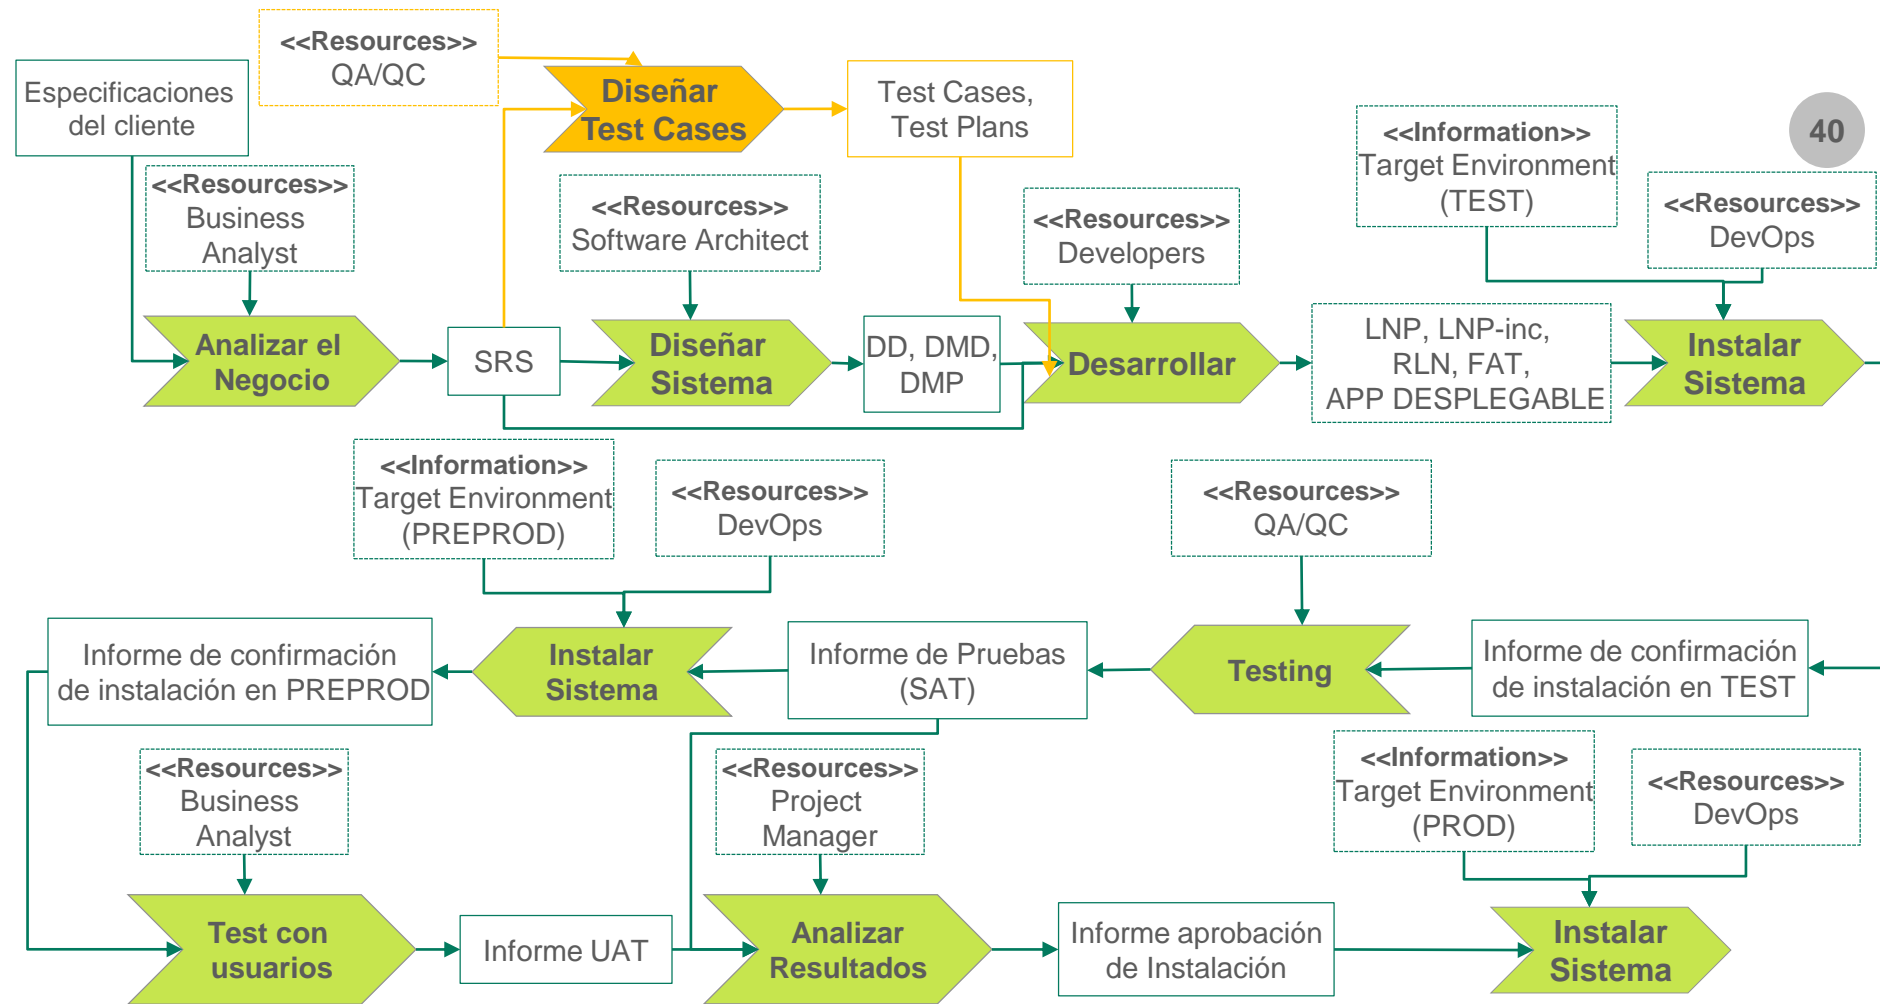 <<Resources>>
QA/QC
Especificaciones
del cliente
Diseñar
Test Cases
Test Cases,
Test Plans
<<Information>>
Target Environment
(TEST)
40
<<Resources>>
Business
Analyst
<<Resources>>
Software Architect
<<Resources>>
Developers
<<Resources>>
DevOps
Analizar el
Negocio
SRS
Diseñar
Sistema
DD, DMD,
DMP
Desarrollar
LNP, LNP-inc,
RLN, FAT,
APP DESPLEGABLE
Instalar
Sistema
<<Information>>
Target Environment
(PREPROD)
<<Resources>>
DevOps
<<Resources>>
QA/QC
Informe de confirmación
de instalación en PREPROD
Instalar
Sistema
Informe de Pruebas
(SAT)
Testing
Informe de confirmación
de instalación en TEST
<<Resources>>
Business
Analyst
<<Resources>>
Project
Manager
<<Information>>
Target Environment
(PROD)
<<Resources>>
DevOps
Test con
usuarios
Informe UAT
Analizar
Resultados
Informe aprobación
de Instalación
Instalar
Sistema